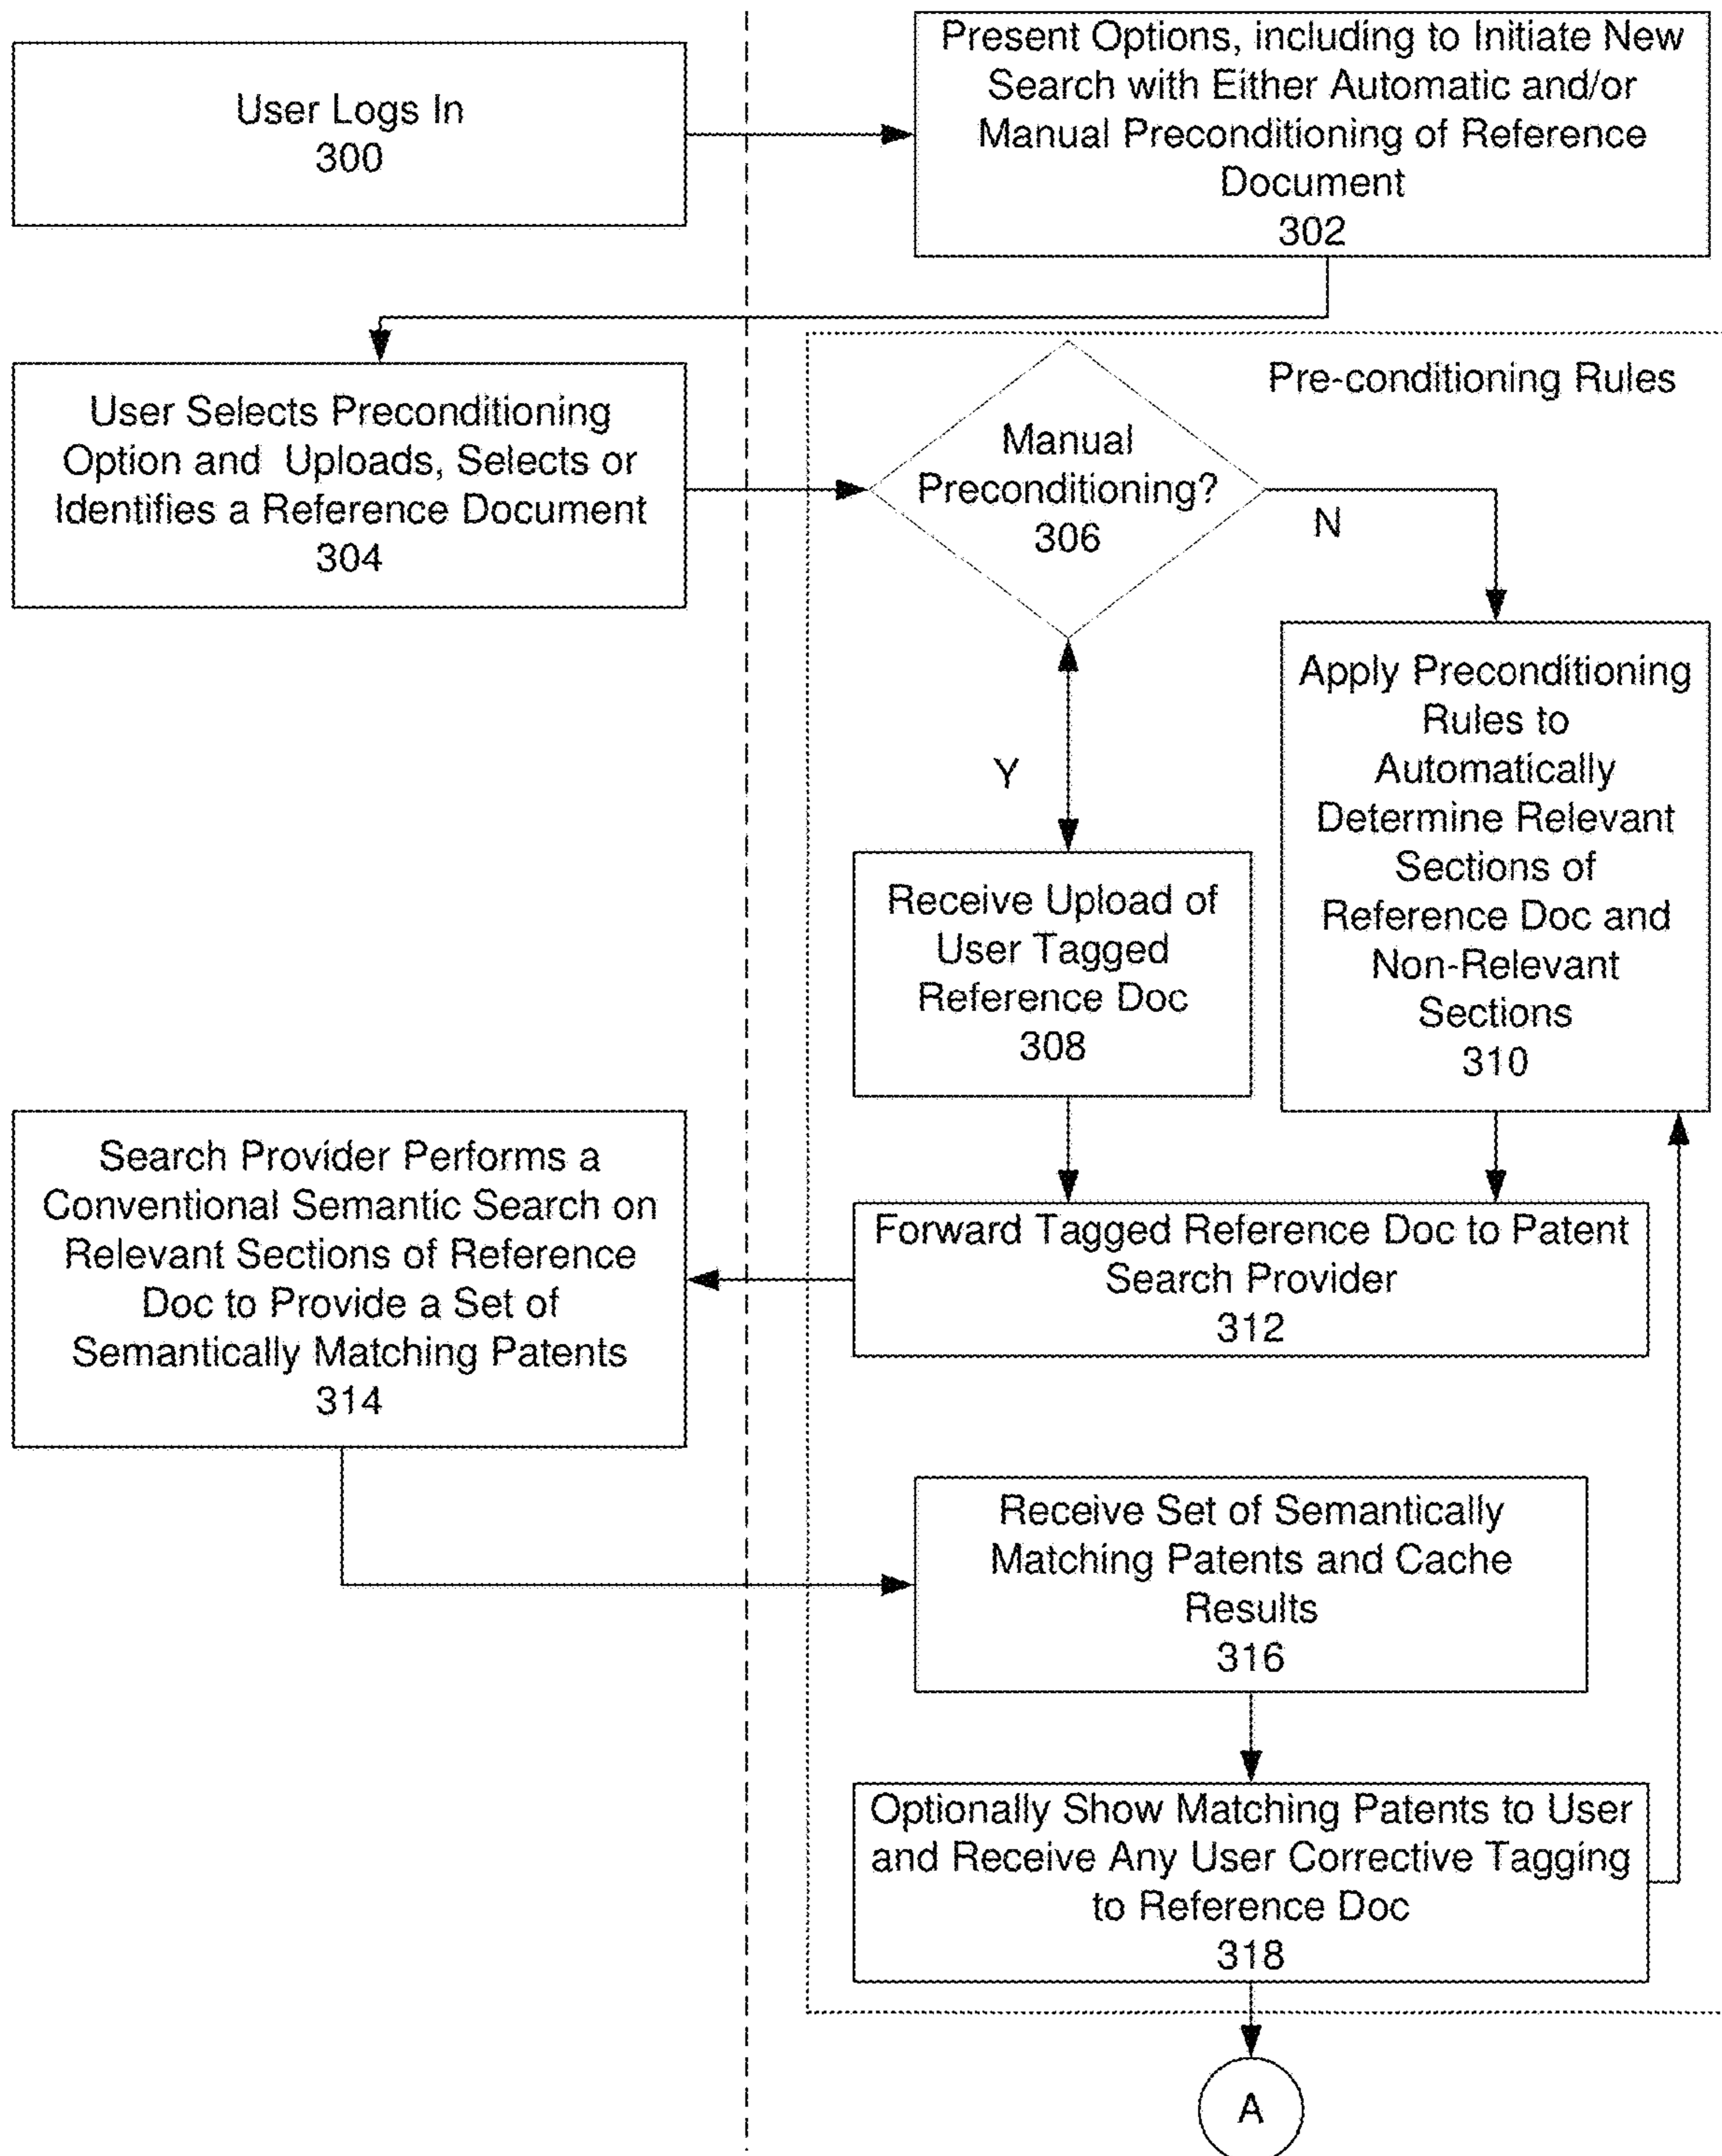 User Logs In
300
Present Options, including to Initiate New
Search with Either Automatic and/or
Manual Preconditioning of Reference
Document
302
User Selects Preconditioning
Option and Uploads, Selects or
Identifies a Reference Document
304
Pre-conditioning Rules
Manual
Preconditioning?
306
N
Y
Receive Upload of
User Tagged
Reference Doc
308
Apply Preconditioning
Rules to
Automatically
Determine Relevant
Sections of
Reference Doc and
Non-Relevant
Sections
310
Forward Tagged Reference Doc to Patent
Search Provider
312
Search Provider Performs a
Conventional Semantic Search on
Relevant Sections of Reference
Doc to Provide a Set of
Semantically Matching Patents
314
Receive Set of Semantically
Matching Patents and Cache
Results
316
Optionally Show Matching Patents to User
and Receive Any User Corrective Tagging
to Reference Doc
318
A